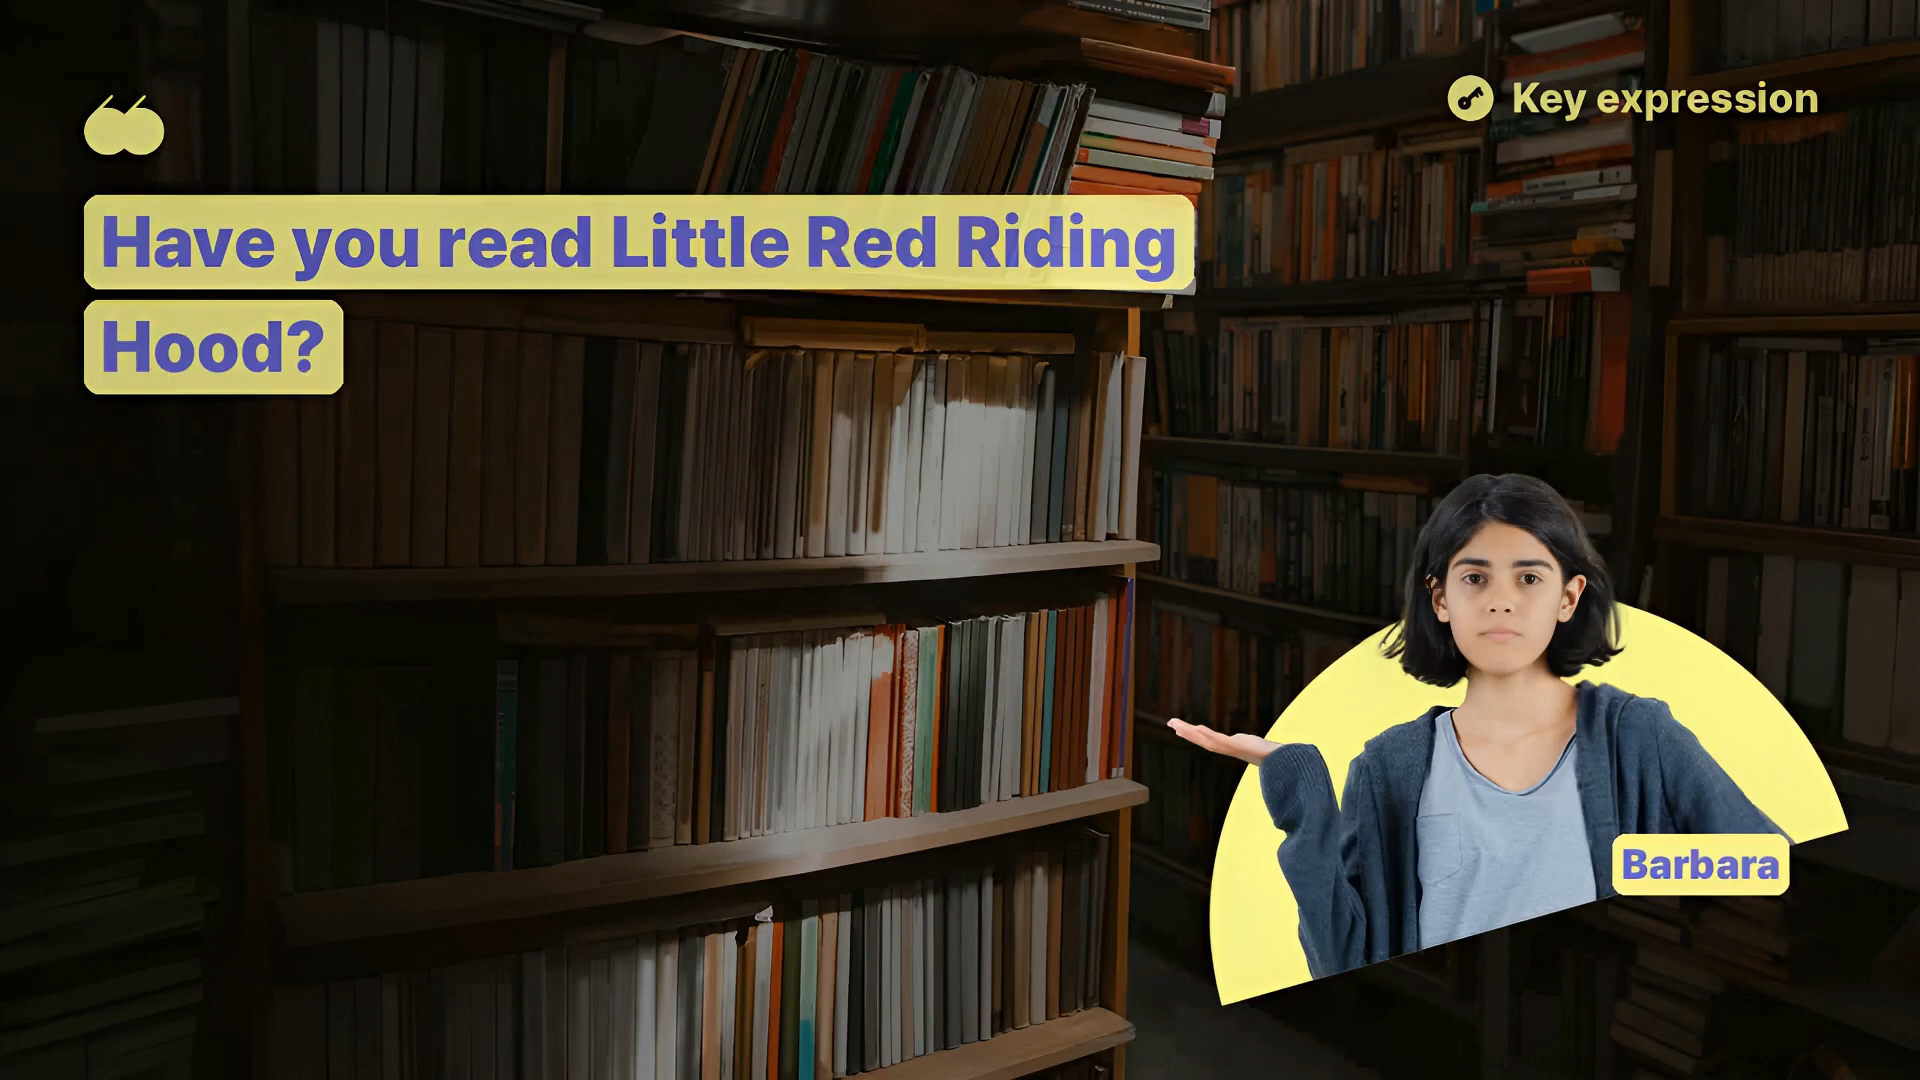 Key expression
Have you read Little Red Riding
Hood?
Barbara